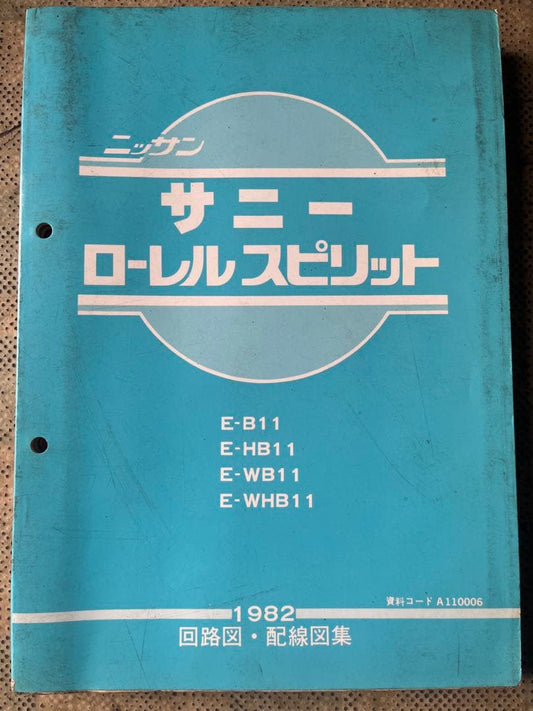 ニッサン
サニー
ローレル スピリット
E-B11
E-HB11
E-WB11
E-WHB11
資料コード A110006
1982
回路図・配線図集